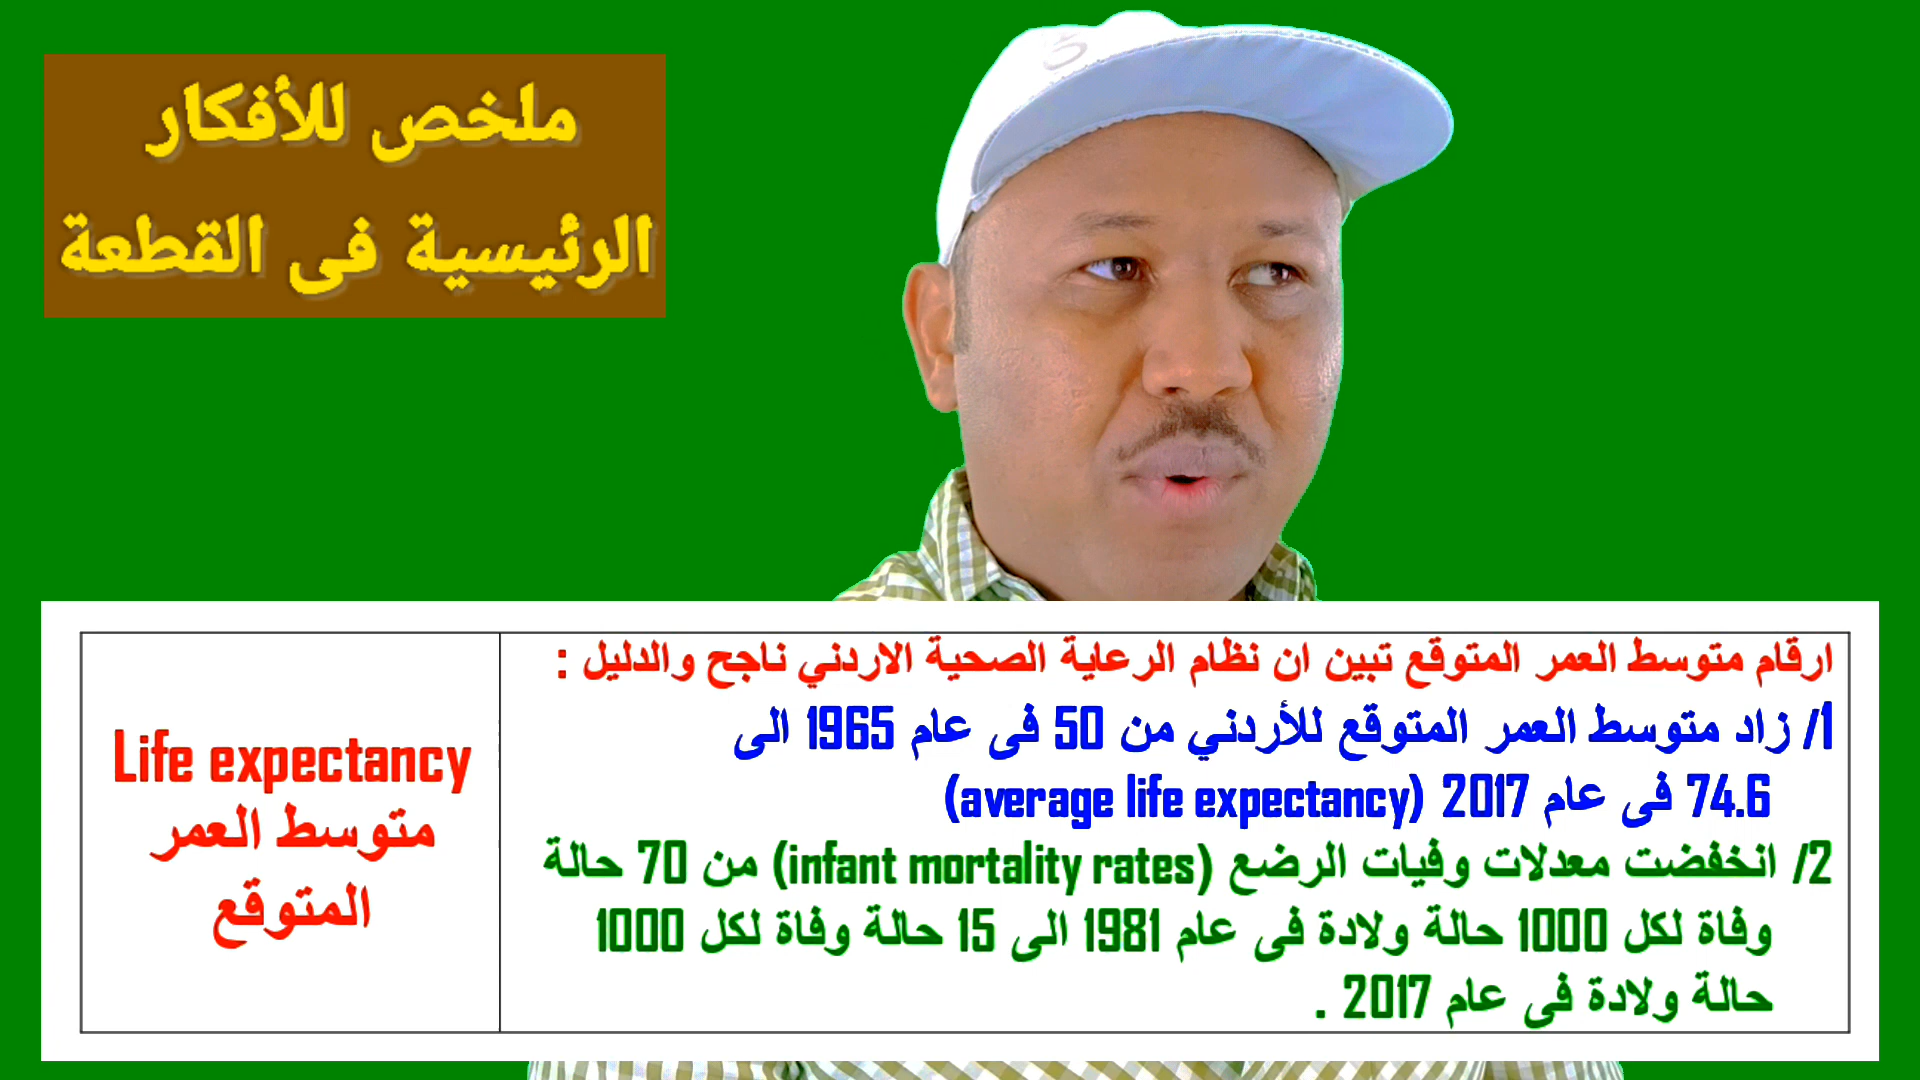 ملخص للأفكار
الرئيسية فى القطعة
ارقام متوسط العمر المتوقع تبين ان نظام الرعاية الصحية الاردني ناجح والدليل :
1/ زاد متوسط العمر المتوقع للأردني من 50 فى عام 1965 الى
74.6 فى عام 2017 (average life expectancy)
2/ انخفضت معدلات وفيات الرضع (infant mortality rates) من 70 حالة
وفاة لكل 1000 حالة ولادة فى عام 1981 الى 15 حالة وفاة لكل 1000
حالة ولادة فى عام 2017 .
Life expectancy
متوسط العمر
المتوقع